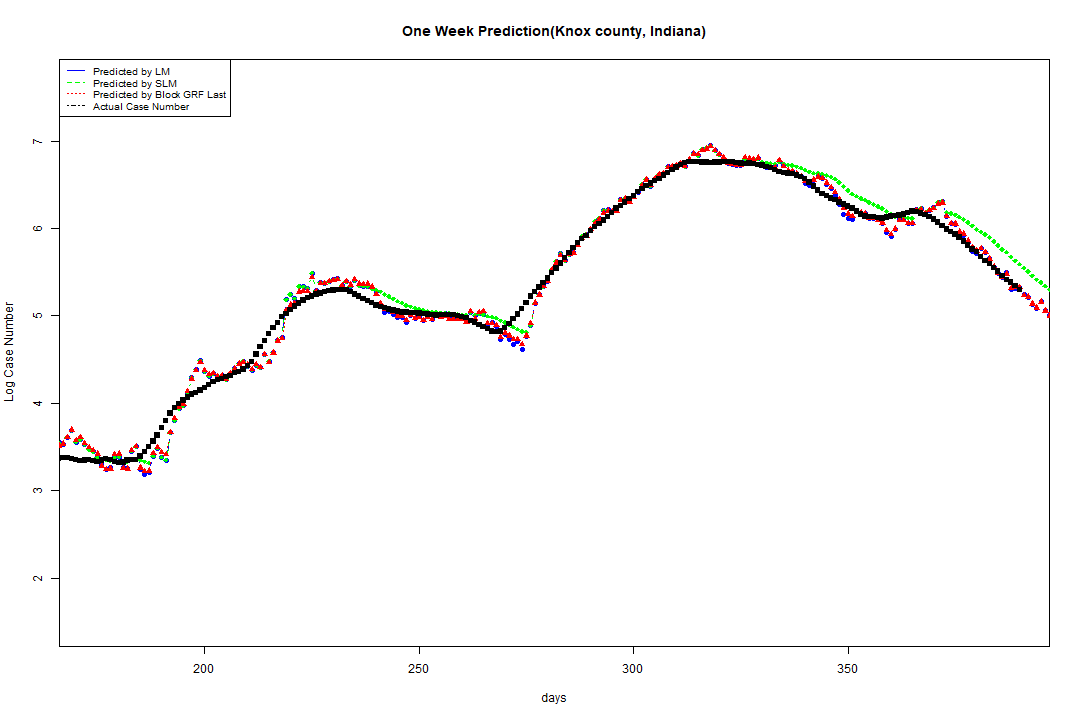 One Week Prediction(Knox county, Indiana)
Predicted by LM
Predicted by SLM
Predicted by Block GRF Last
Actual Case Number
7
6
5
4
3
2
Log Case Number
200 250 300 350
days